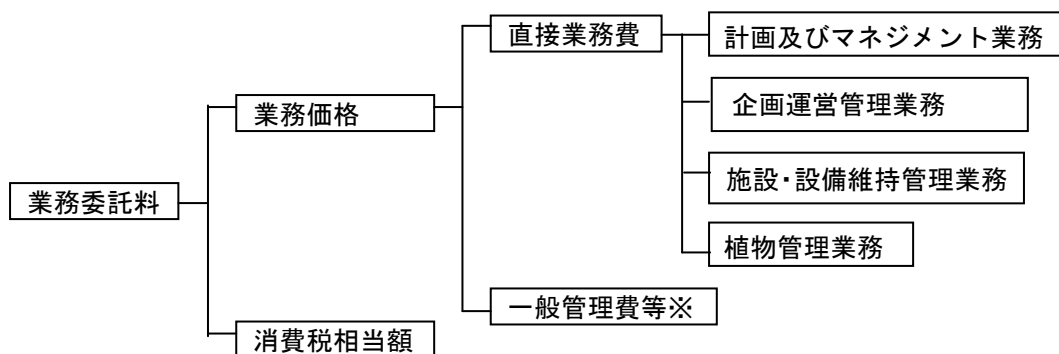 直接業務費
計画及びマネジメント業務
業務価格
企画運営管理業務
業務委託料
施設・設備維持管理業務
植物管理業務
一般管理費等※
消費税相当額